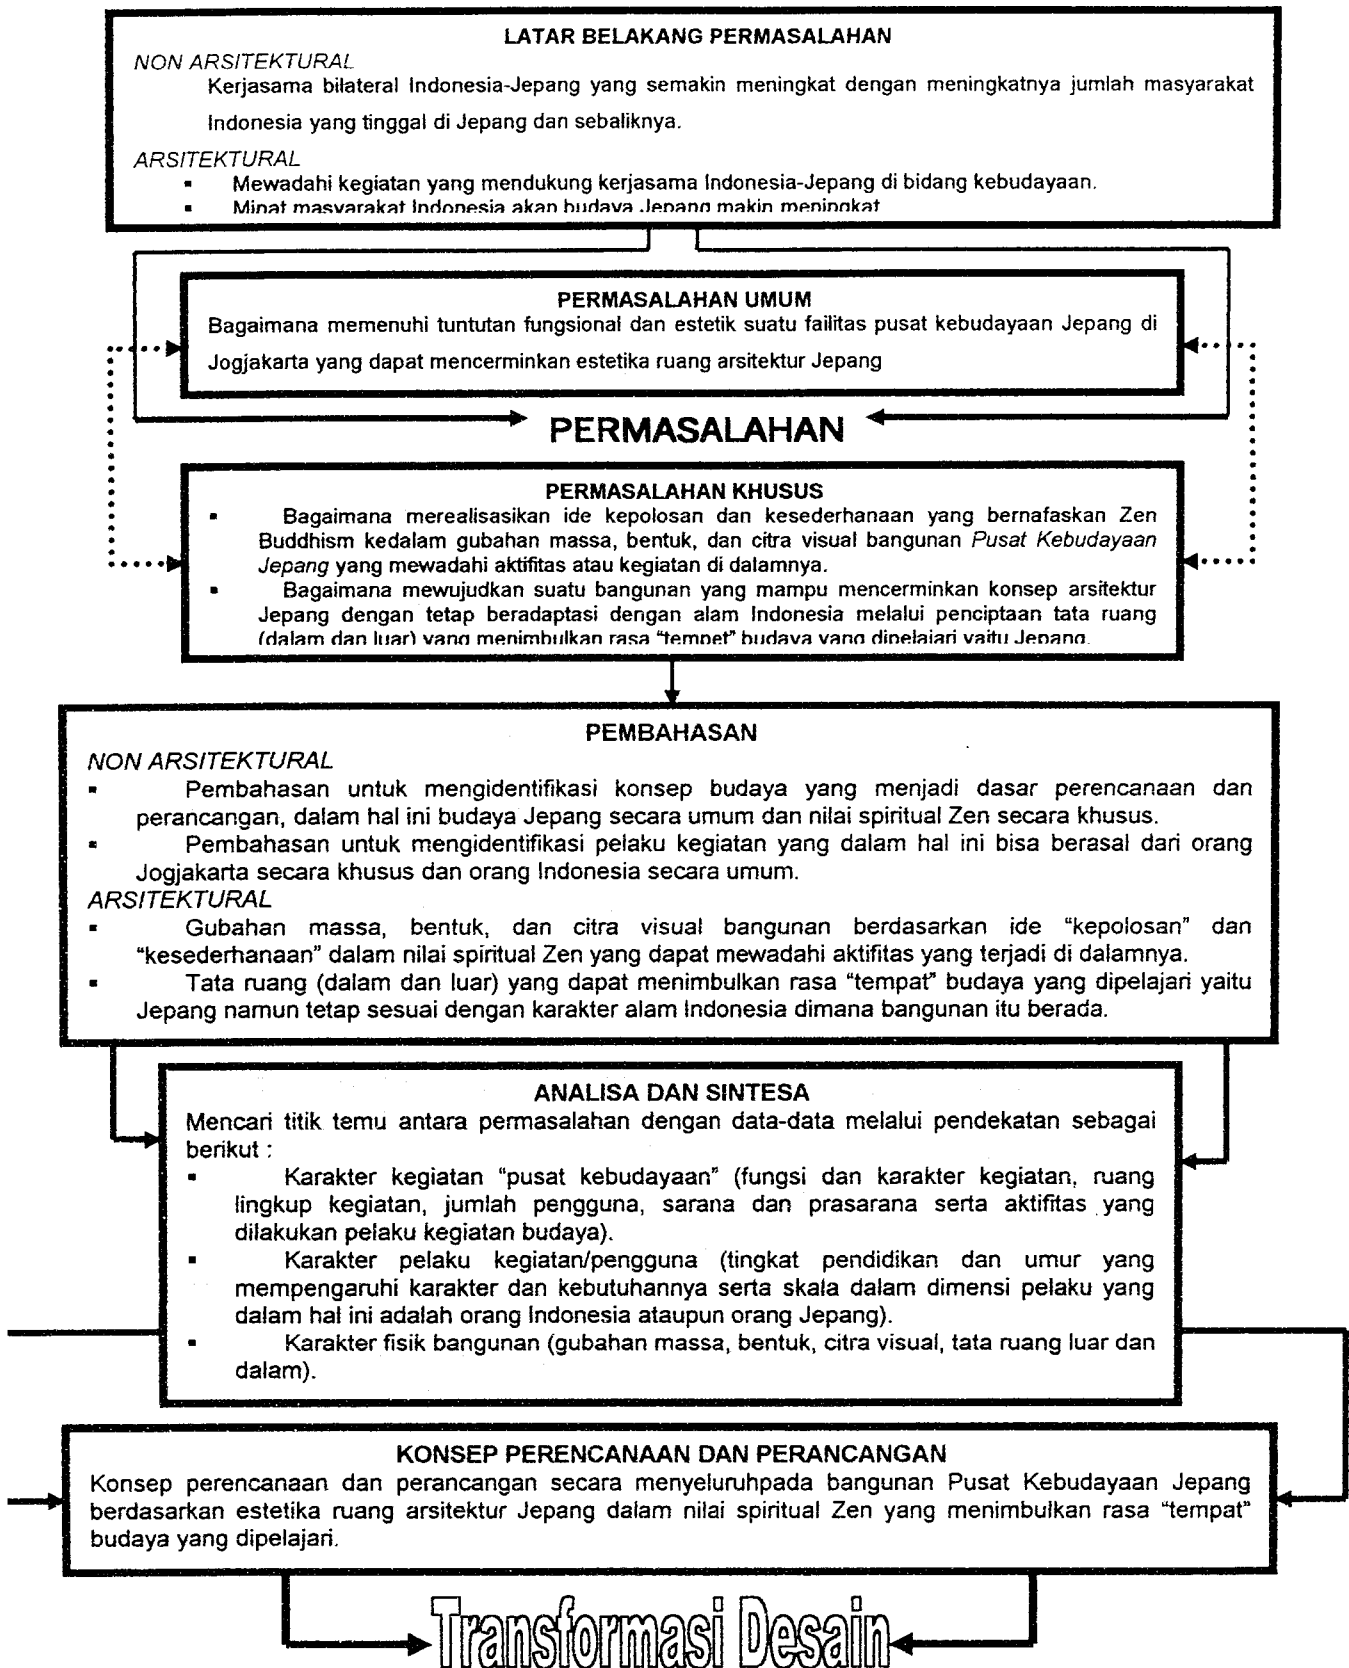 LATAR BELAKANG PERMASALAHAN
NON ARSITEKTURAL
Kerjasama bilateral Indonesia-Jepang yang semakin meningkat dengan meningkatnya jumlah masyarakat
Indonesia yang tinggal di Jepang dan sebaliknya.
ARSITEKTURAL
▪ Mewadahi kegiatan yang mendukung kerjasama Indonesia-Jepang di bidang kebudayaan.
▪ Minat masyarakat Indonesia akan budaya Jepang makin meningkat
PERMASALAHAN UMUM
Bagaimana memenuhi tuntutan fungsional dan estetik suatu failitas pusat kebudayaan Jepang di
Jogjakarta yang dapat mencerminkan estetika ruang arsitektur Jepang
PERMASALAHAN
PERMASALAHAN KHUSUS
▪ Bagaimana merealisasikan ide kepolosan dan kesederhanaan yang bernafaskan Zen
Buddhism kedalam gubahan massa, bentuk, dan citra visual bangunan Pusat Kebudayaan
Jepang yang mewadahi aktifitas atau kegiatan di dalamnya.
▪ Bagaimana mewujudkan suatu bangunan yang mampu mencerminkan konsep arsitektur
Jepang dengan tetap beradaptasi dengan alam Indonesia melalui penciptaan tata ruang
(dalam dan luar) yang menimbulkan rasa “tempet” budaya yang dipelajari yaitu Jepang.
PEMBAHASAN
NON ARSITEKTURAL
▪ Pembahasan untuk mengidentifikasi konsep budaya yang menjadi dasar perencanaan dan
perancangan, dalam hal ini budaya Jepang secara umum dan nilai spiritual Zen secara khusus.
▪ Pembahasan untuk mengidentifikasi pelaku kegiatan yang dalam hal ini bisa berasal dari orang
Jogjakarta secara khusus dan orang Indonesia secara umum.
ARSITEKTURAL
▪ Gubahan massa, bentuk, dan citra visual bangunan berdasarkan ide “kepolosan” dan
“kesederhanaan” dalam nilai spiritual Zen yang dapat mewadahi aktifitas yang terjadi di dalamnya.
▪ Tata ruang (dalam dan luar) yang dapat menimbulkan rasa “tempat” budaya yang dipelajari yaitu
Jepang namun tetap sesuai dengan karakter alam Indonesia dimana bangunan itu berada.
ANALISA DAN SINTESA
Mencari titik temu antara permasalahan dengan data-data melalui pendekatan sebagai
berikut :
▪ Karakter kegiatan “pusat kebudayaan” (fungsi dan karakter kegiatan, ruang
lingkup kegiatan, jumlah pengguna, sarana dan prasarana serta aktifitas yang
dilakukan pelaku kegiatan budaya).
▪ Karakter pelaku kegiatan/pengguna (tingkat pendidikan dan umur yang
mempengaruhi karakter dan kebutuhannya serta skala dalam dimensi pelaku yang
dalam hal ini adalah orang Indonesia ataupun orang Jepang).
▪ Karakter fisik bangunan (gubahan massa, bentuk, citra visual, tata ruang luar dan
dalam).
KONSEP PERENCANAAN DAN PERANCANGAN
Konsep perencanaan dan perancangan secara menyeluruhpada bangunan Pusat Kebudayaan Jepang
berdasarkan estetika ruang arsitektur Jepang dalam nilai spiritual Zen yang menimbulkan rasa “tempat”
budaya yang dipelajari.
Transformasi Desain